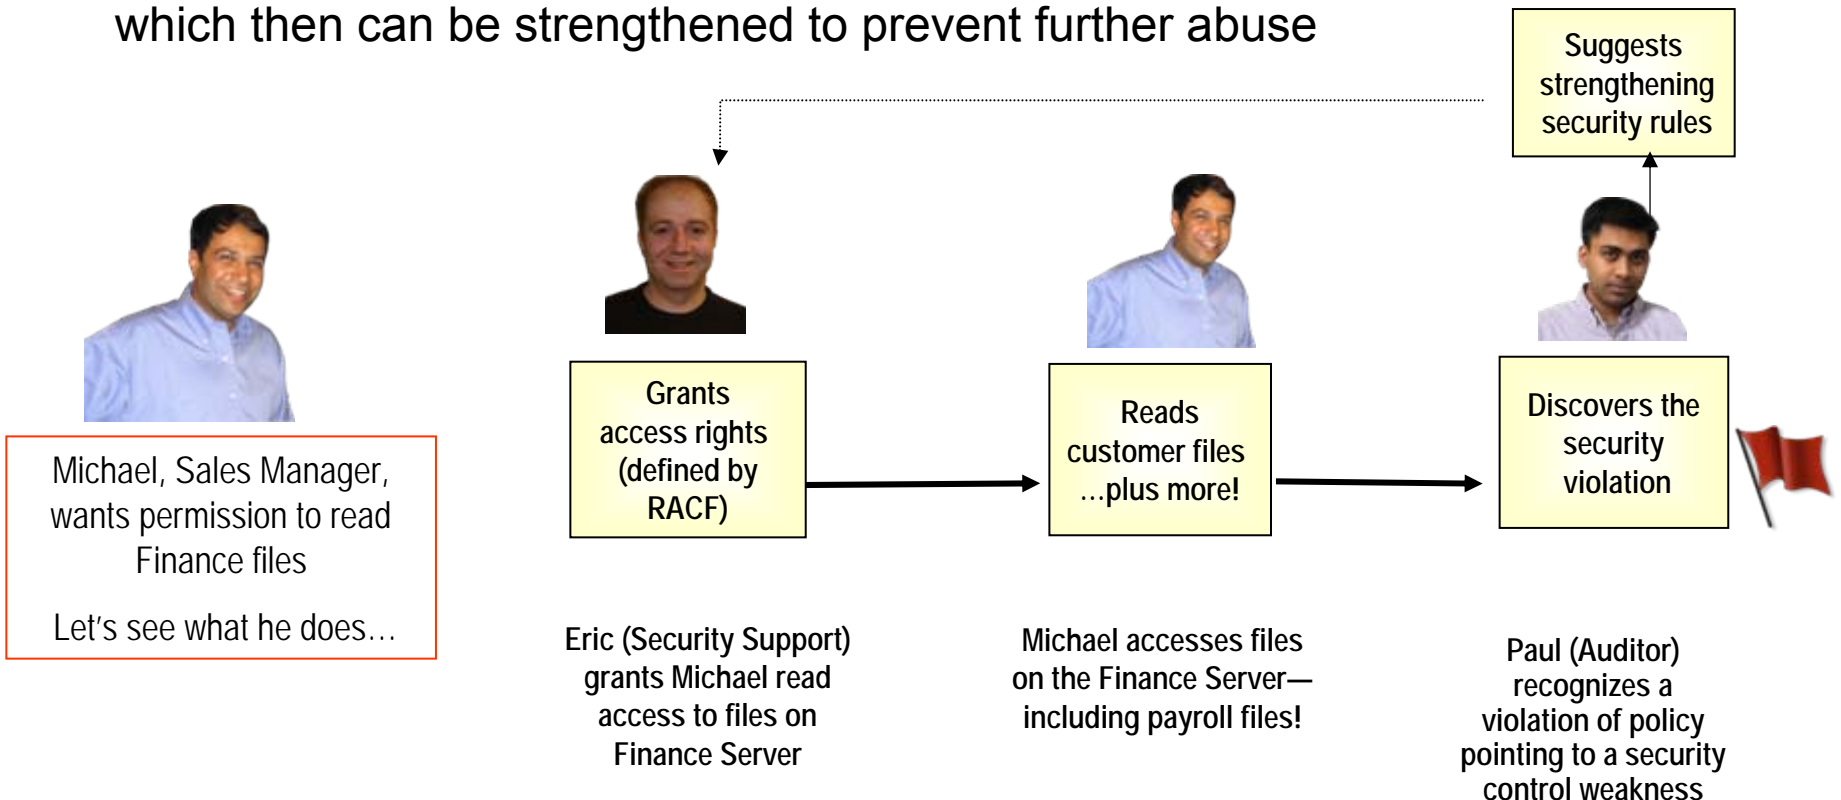 which then can be strengthened to prevent further abuse
Suggests
strengthening
security rules
Michael, Sales Manager,
wants permission to read
Finance files
Let's see what he does…
Grants
access rights
(defined by
RACF)
Reads
customer files
…plus more!
Discovers the
security
violation
Eric (Security Support)
grants Michael read
access to files on
Finance Server
Michael accesses files
on the Finance Server—
including payroll files!
Paul (Auditor)
recognizes a
violation of policy
pointing to a security
control weakness